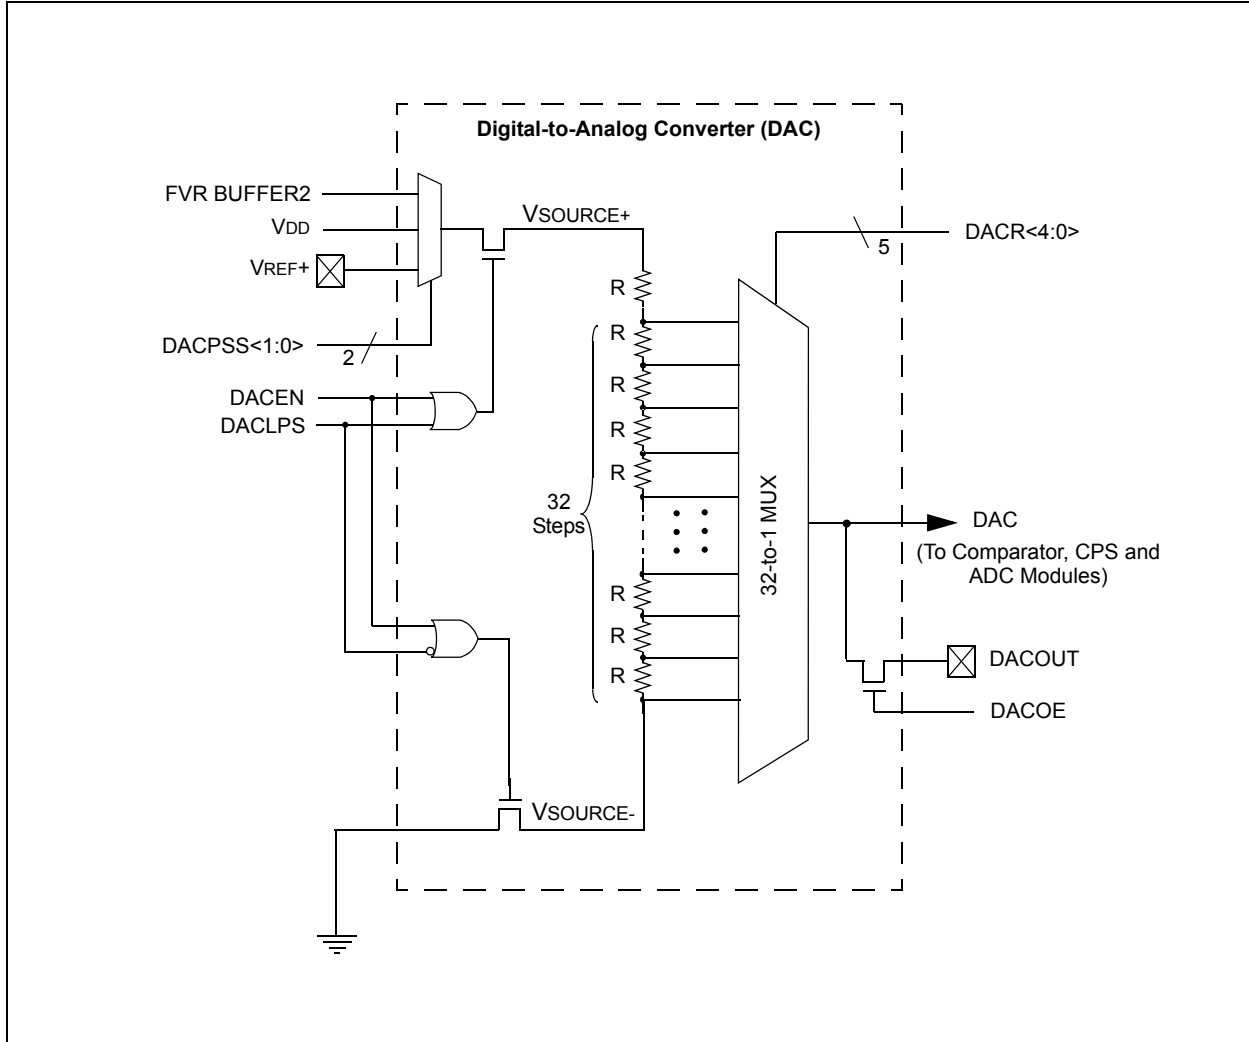 Digital-to-Analog Converter (DAC)
FVR BUFFER2
VDD
VREF+
DACPSS<1:0>
2
DACEN
DACLPS
VSOURCE+
R
R
R
R
R
32
Steps
R
R
R
VSOURCE-
32-to-1 MUX
5
DACR<4:0>
DAC
(To Comparator, CPS and
ADC Modules)
DACOUT
DACOE